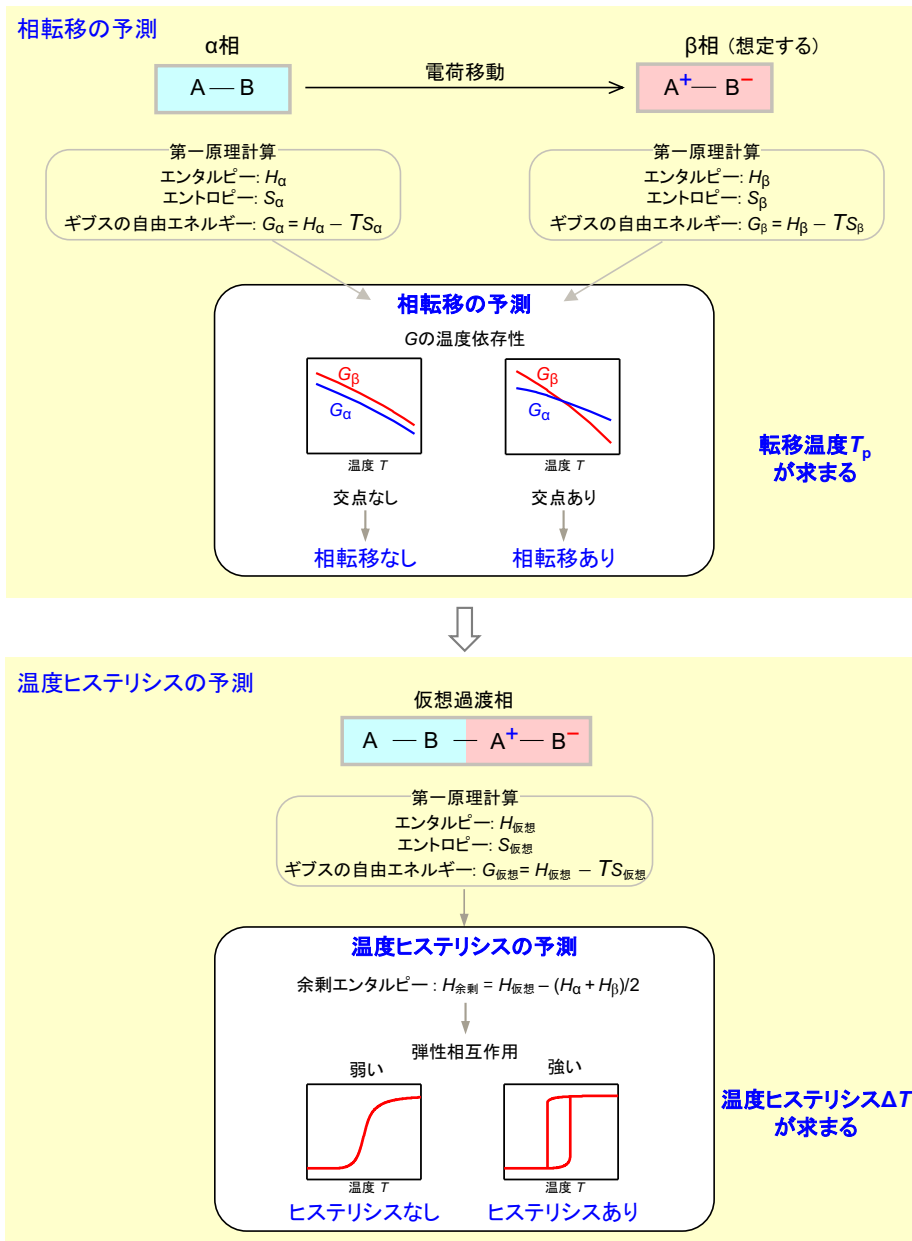 相転移の予測
α相
β相 (想定する)
A — B
電荷移動
A+ — B−
第一原理計算
エンタルピー: Hα
エントロピー: Sα
ギブスの自由エネルギー: Gα = Hα − TSα
第一原理計算
エンタルピー: Hβ
エントロピー: Sβ
ギブスの自由エネルギー: Gβ = Hβ − TSβ
相転移の予測
Gの温度依存性
Gβ
Gα
温度 T
交点なし
相転移なし
Gβ
Gα
温度 T
交点あり
相転移あり
転移温度Tp
が求まる
温度ヒステリシスの予測
仮想過渡相
A — B — A+ — B−
第一原理計算
エンタルピー: H仮想
エントロピー: S仮想
ギブスの自由エネルギー: G仮想= H仮想 − TS仮想
温度ヒステリシスの予測
余剰エンタルピー : H余剰 = H仮想 – (Hα + Hβ)/2
弾性相互作用
弱い
温度 T
ヒステリシスなし
強い
温度 T
ヒステリシスあり
温度ヒステリシスΔT
が求まる